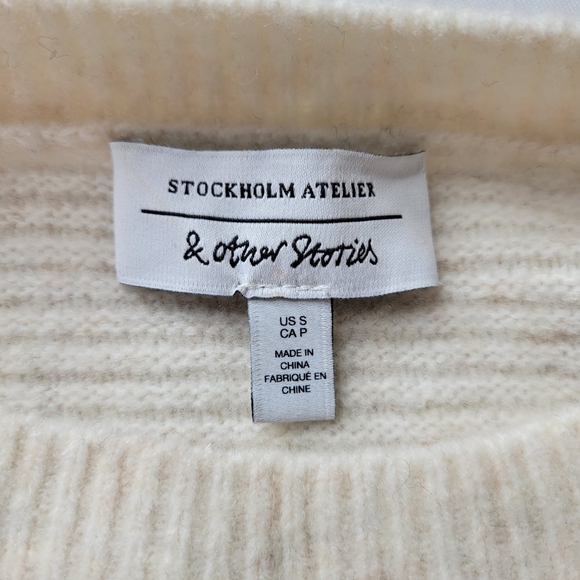 STOCKHOLM ATELIER
& other Stories
US S
CA P
MADE IN
CHINA
FABRIQUÉ EN
CHINE